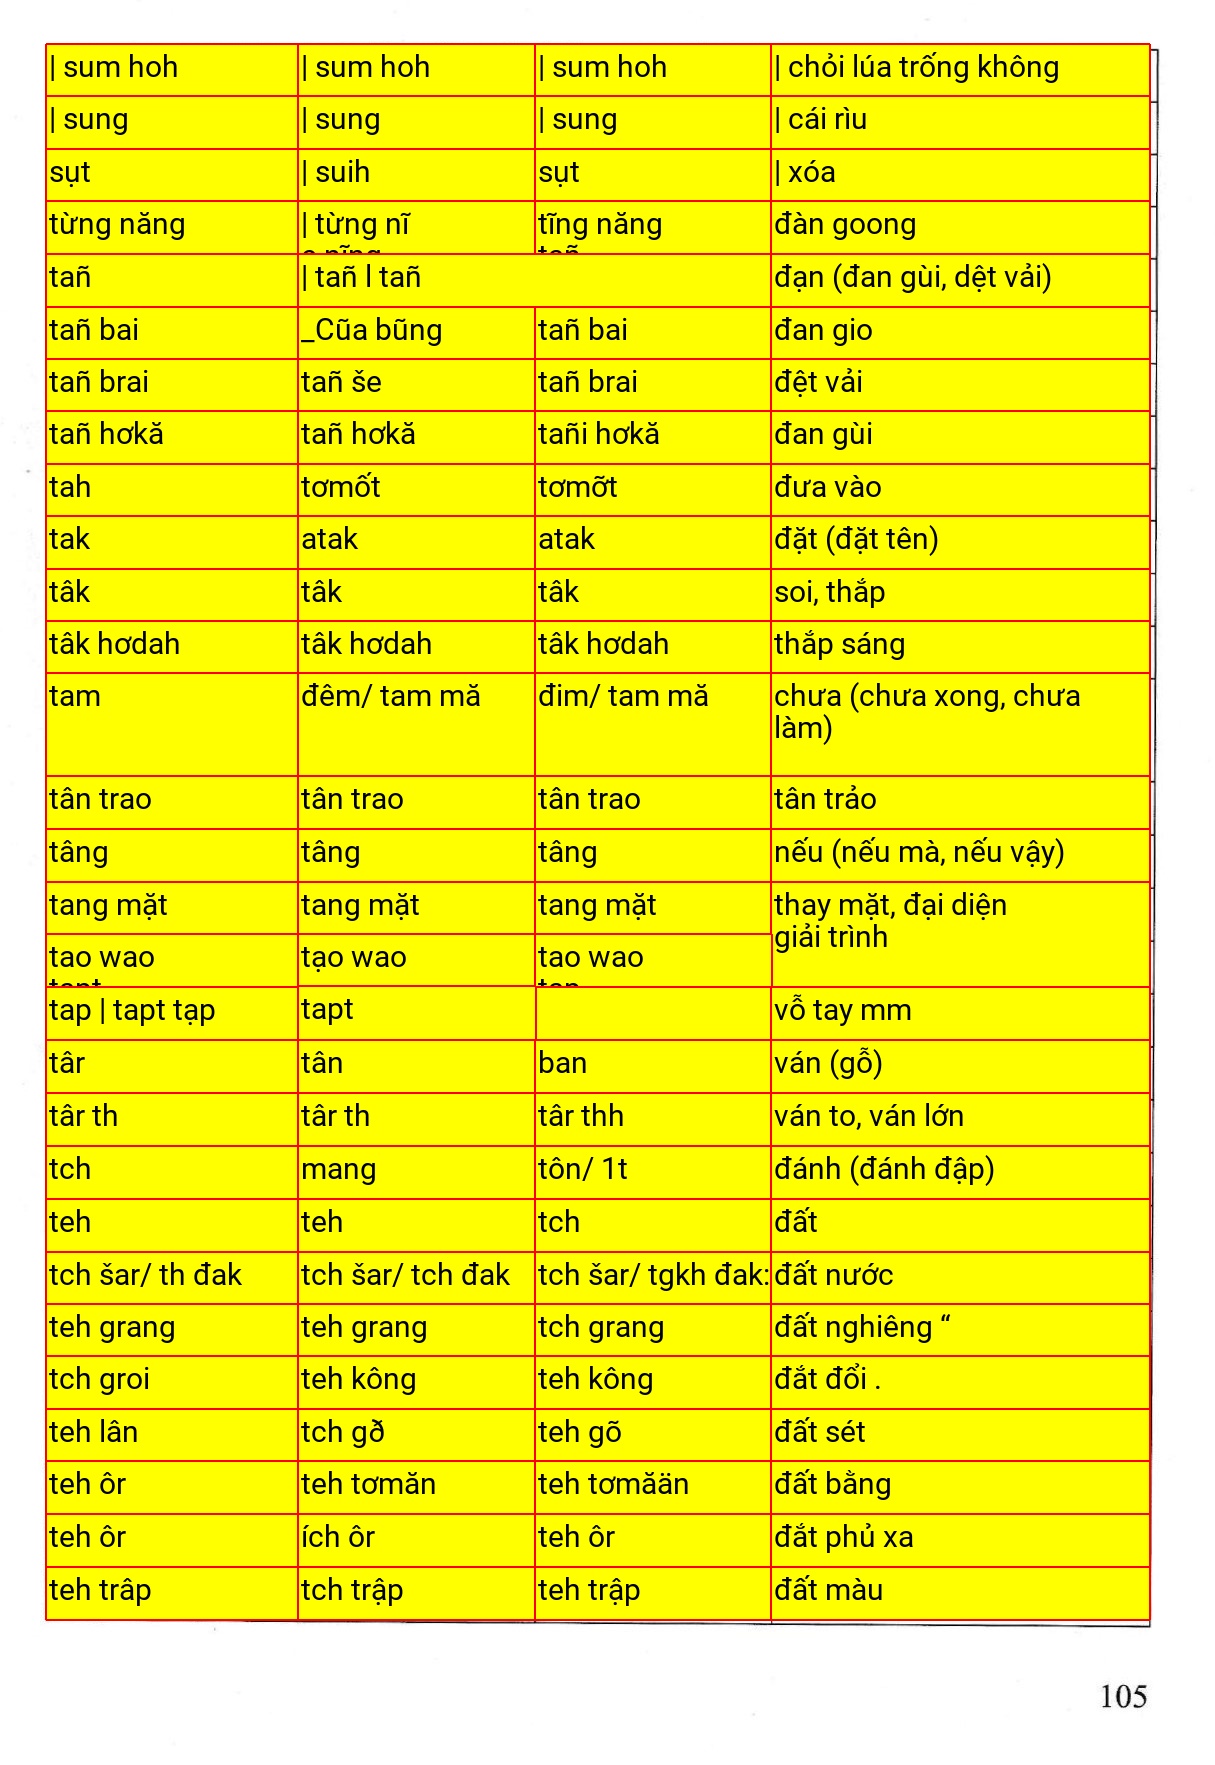 | sum hoh | sum hoh | sum hoh | chỏi lúa trống không
| sung | sung | sung | cái rìu
sụt | suih sụt | xóa
từng năng | từng nĩ tĩng năng đàn goong
tañ | tañ l tañ đạn (đan gùi, dệt vải)
tañ bai _Cũa bũng tañ bai đan gio
tañ brai tañ še tañ brai đệt vải
tañ hơkă tañ hơkă tañi hơkă đan gùi
tah tơmốt tơmỡt đưa vào
tak atak atak đặt (đặt tên)
tâk tâk tâk soi, thắp
tâk hơdah tâk hơdah tâk hơdah thắp sáng
tam đêm/ tam mă đim/ tam mă chưa (chưa xong, chưa
làm)
tân trao tân trao tân trao tân trảo
tâng tâng tâng nếu (nếu mà, nếu vậy)
tang mặt tang mặt tang mặt thay mặt, đại diện
giải trình
tao wao tạo wao tao wao
tap | tapt tạp tapt vỗ tay mm
târ tân ban ván (gỗ)
târ th târ th târ thh ván to, ván lớn
tch mang tôn/ 1t đánh (đánh đập)
teh teh tch đất
tch šar/ th đak tch šar/ tch đak tch šar/ tgkh đak: đất nước
teh grang teh grang tch grang đất nghiêng “
tch groi teh kông teh kông đắt đổi .
teh lân tch gð teh gõ đất sét
teh ôr teh tơmăn teh tơmăän đất bằng
teh ôr ích ôr teh ôr đắt phủ xa
teh trâp tch trập teh trập đất màu
105